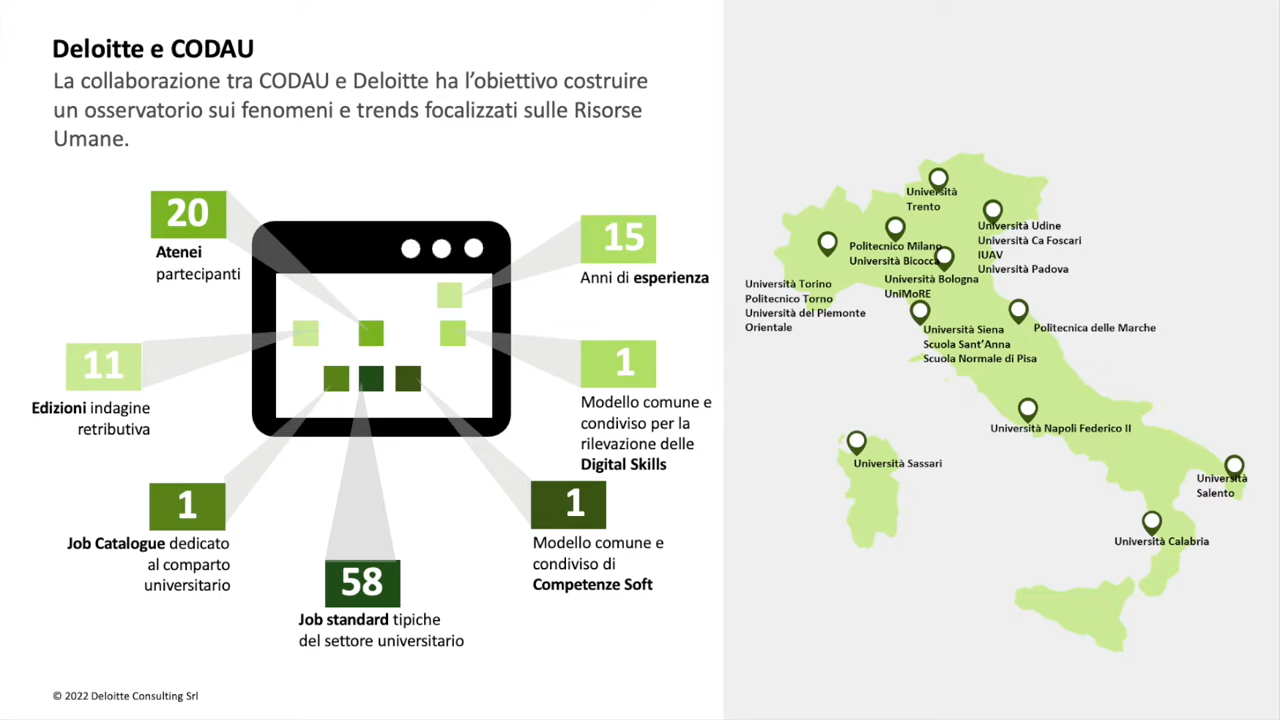 Deloitte e CODAU
La collaborazione tra CODAU e Deloitte ha l’obiettivo costruire
un osservatorio sui fenomeni e trends focalizzati sulle Risorse
Umane.
20
Atenei
partecipanti
15
Anni di esperienza
11
Edizioni indagine
retributiva
1
Modello comune e
condiviso per la
rilevazione delle
Digital Skills
1
Job Catalogue dedicato
al comparto
universitario
58
Job standard tipiche
del settore universitario
1
Modello comune e
condiviso di
Competenze Soft
© 2022 Deloitte Consulting Srl
Università
Trento
Università Udine
Università Ca Foscari
IUAV
Università Padova
Politecnico Milano
Università Bicocca
Università Bologna
UniMoRE
Università Torino
Politecnico Torno
Università del Piemonte
Orientale
Università Siena
Scuola Sant’Anna
Scuola Normale di Pisa
Politecnica delle Marche
Università Napoli Federico II
Università Sassari
Università
Salento
Università Calabria